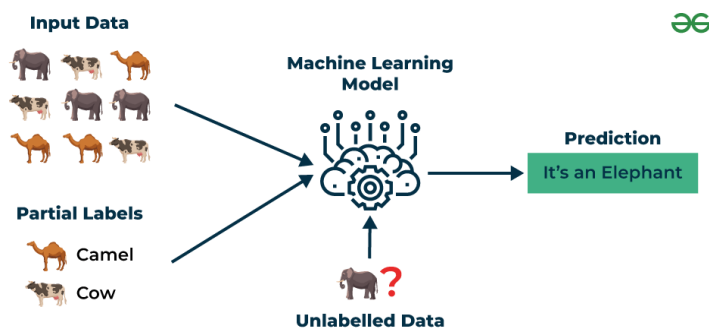 Input Data
Machine Learning
Model
Prediction
It's an Elephant
Partial Labels
Camel
Cow
?
Unlabelled Data